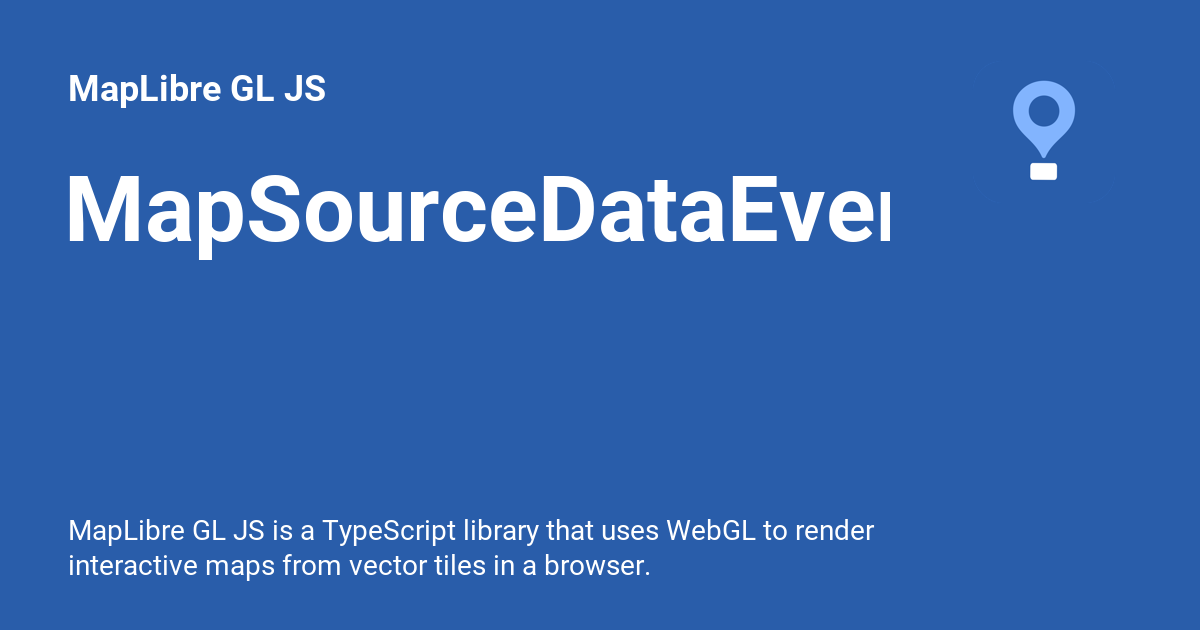 MapLibre GL JS
MapSourceDataEve
MapLibre GL JS is a TypeScript library that uses WebGL to render
interactive maps from vector tiles in a browser.